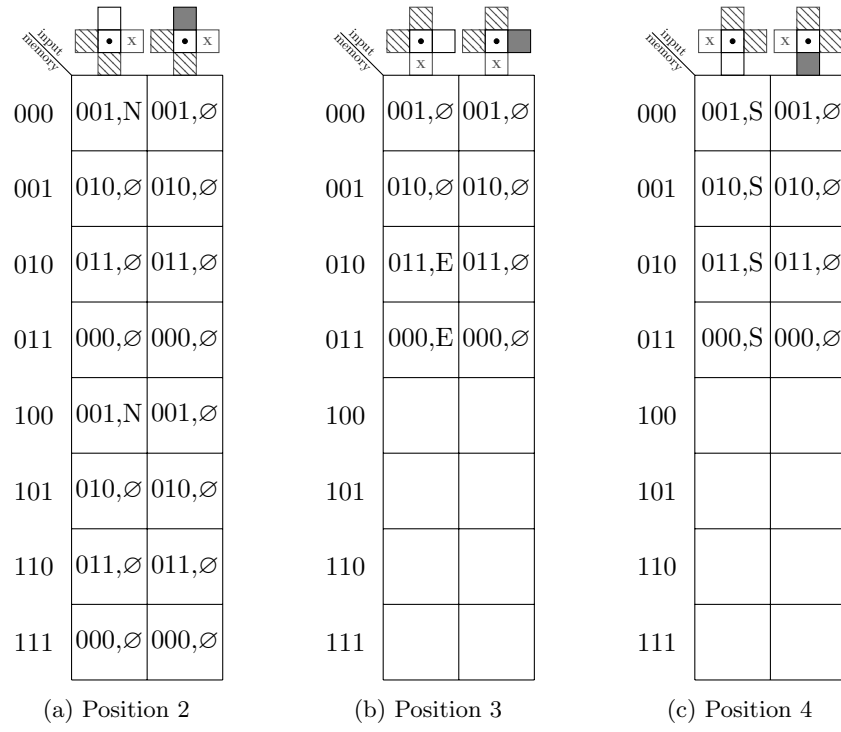 x x x x x x
input memory input memory input memory
000 001,N 001,∅ 000 001,∅ 001,∅ 000 001,S 001,∅
001 010,∅ 010,∅ 001 010,∅ 010,∅ 001 010,S 010,∅
010 011,∅ 011,∅ 010 011,E 011,∅ 010 011,S 011,∅
011 000,∅ 000,∅ 011 000,E 000,∅ 011 000,S 000,∅
100 001,N 001,∅ 100 100
101 010,∅ 010,∅ 101 101
110 011,∅ 011,∅ 110 110
111 000,∅ 000,∅ 111 111
(a) Position 2 (b) Position 3 (c) Position 4